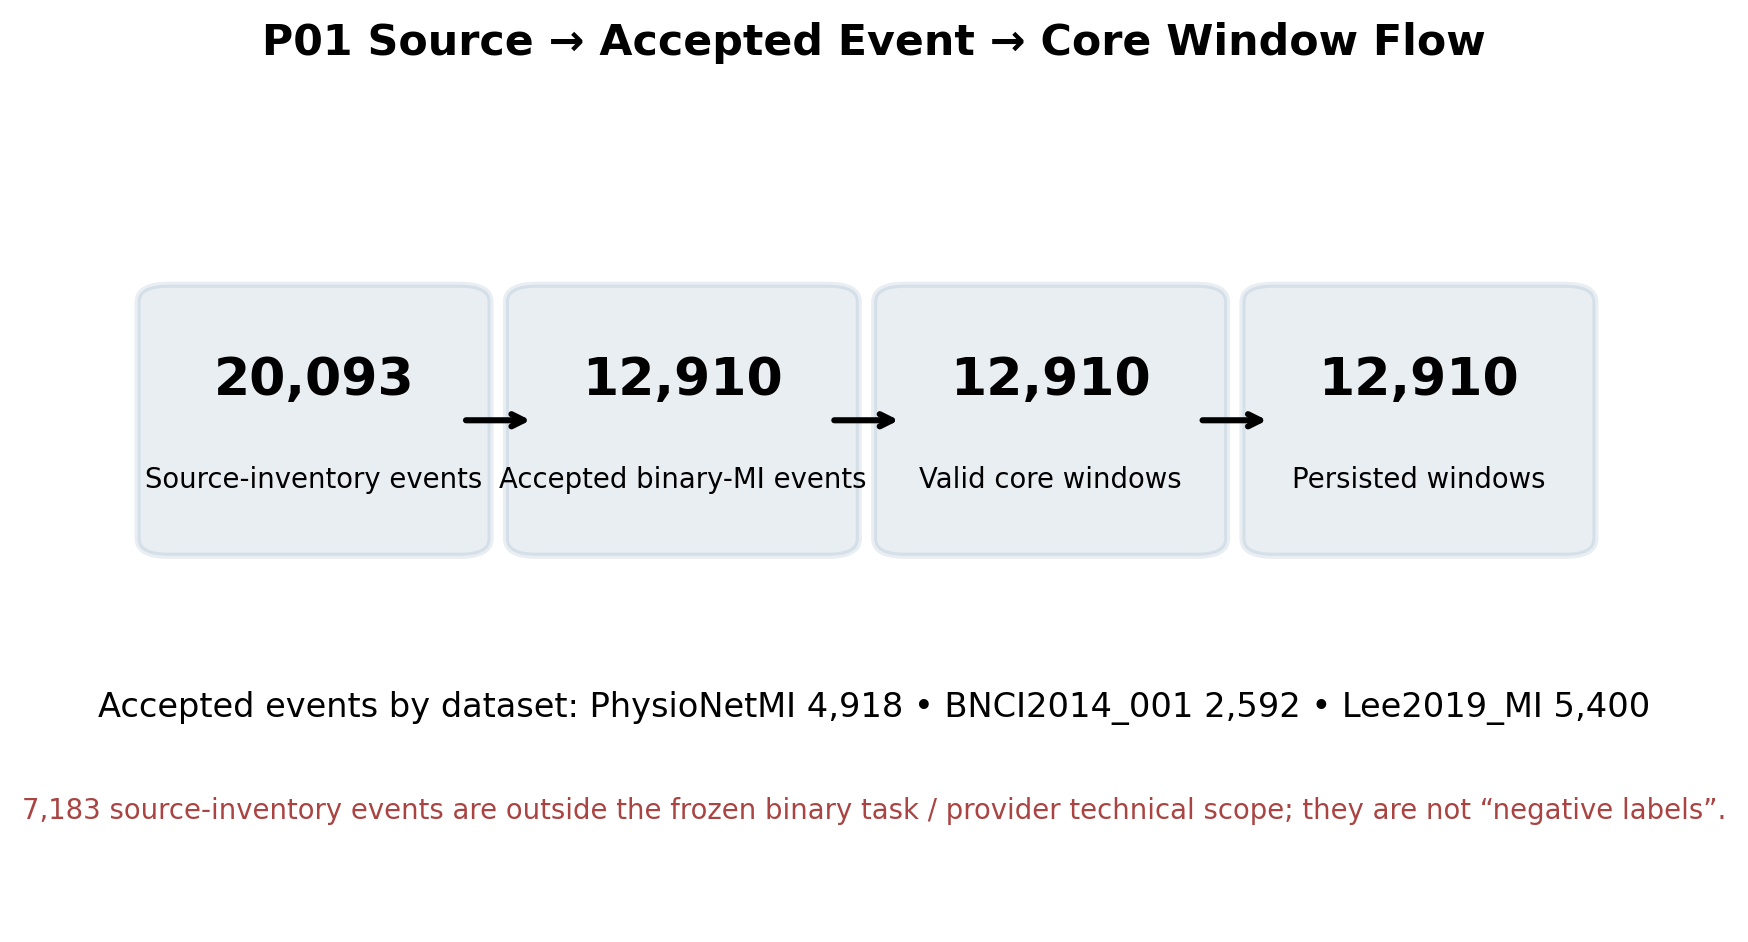 P01 Source → Accepted Event → Core Window Flow
20,093
12,910
12,910
12,910
Source-inventory events
Accepted binary-MI events
Valid core windows
Persisted windows
Accepted events by dataset: PhysioNetMI 4,918 • BNCI2014_001 2,592 • Lee2019_MI 5,400
7,183 source-inventory events are outside the frozen binary task / provider technical scope; they are not “negative labels”.